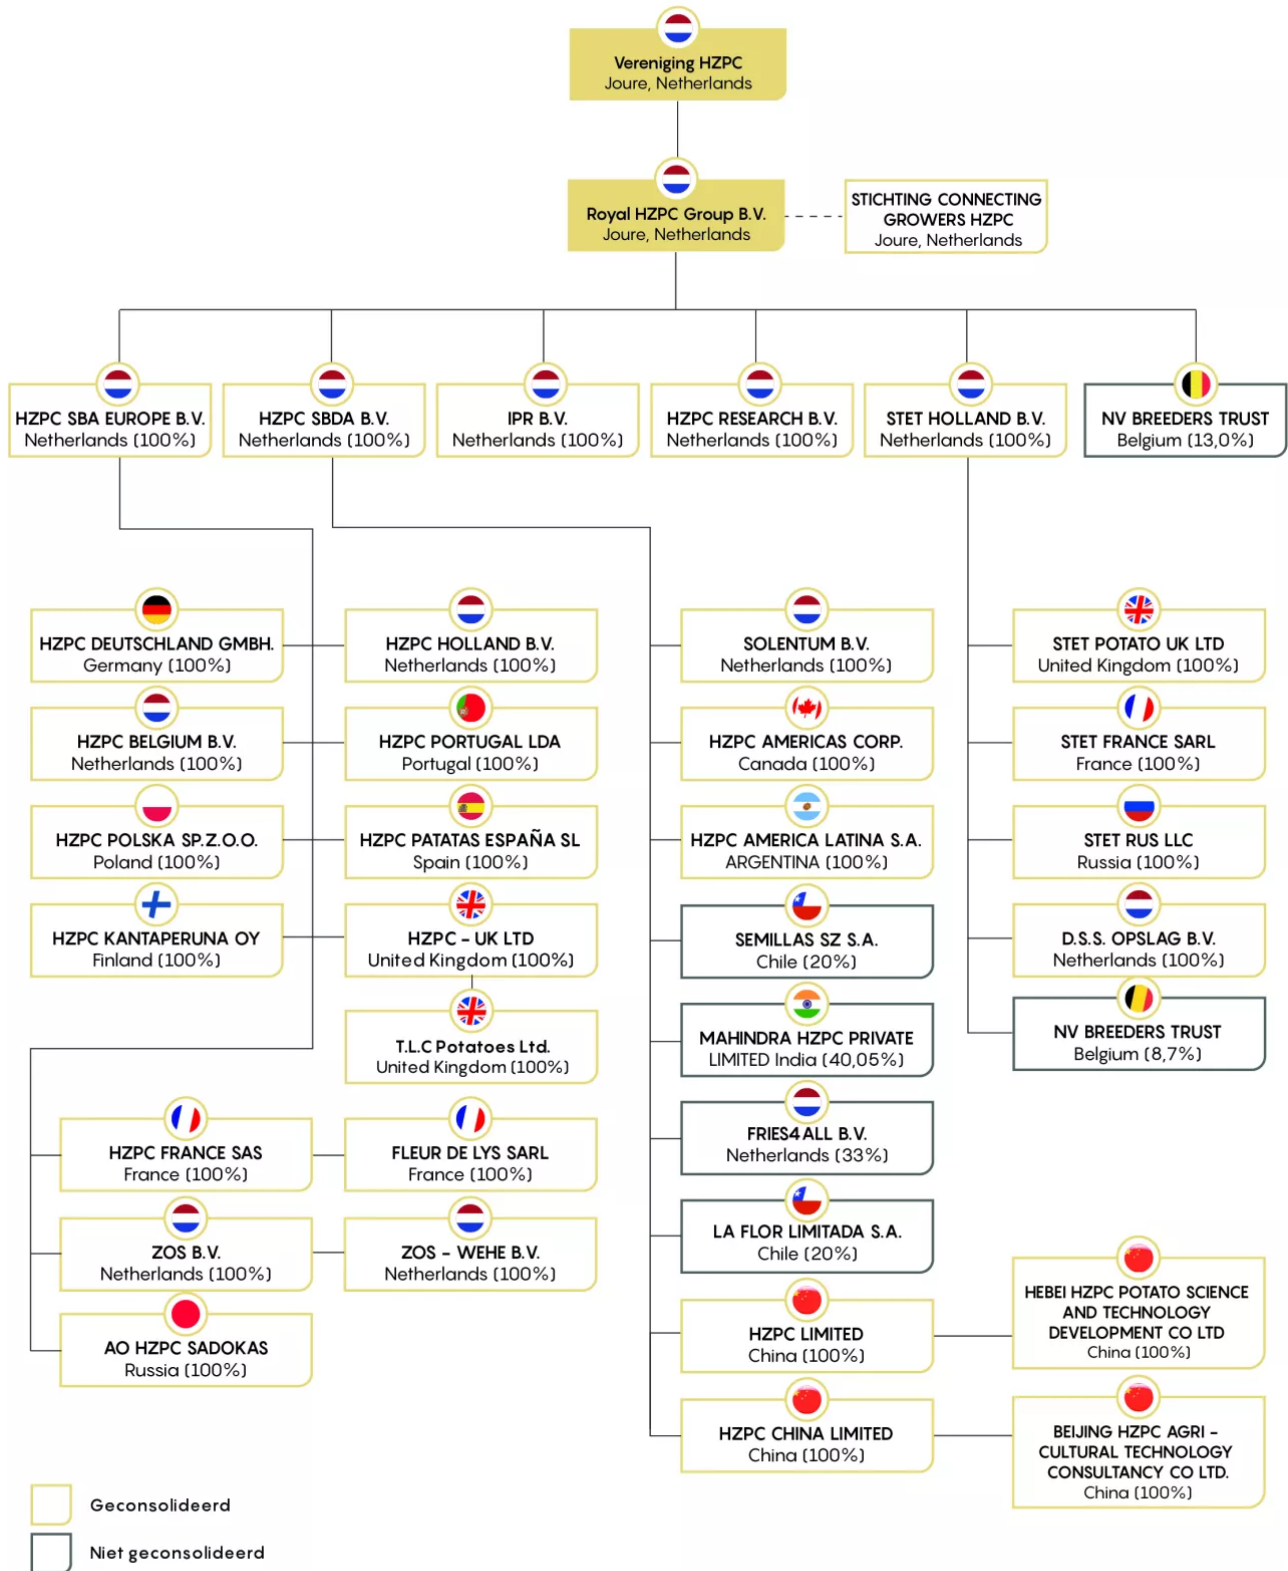 Vereniging HZPC
Joure, Netherlands
Royal HZPC Group B.V.
Joure, Netherlands
STICHTING CONNECTING
GROWERS HZPC
Joure, Netherlands
HZPC SBA EUROPE B.V.
Netherlands (100%)
HZPC SBDA B.V.
Netherlands (100%)
IPR B.V.
Netherlands (100%)
HZPC RESEARCH B.V.
Netherlands (100%)
STET HOLLAND B.V.
Netherlands (100%)
NV BREEDERS TRUST
Belgium (13,0%)
HZPC DEUTSCHLAND GMBH.
Germany (100%)
HZPC HOLLAND B.V.
Netherlands (100%)
HZPC BELGIUM B.V.
Netherlands (100%)
HZPC PORTUGAL LDA
Portugal (100%)
HZPC POLSKA SP.Z.O.O.
Poland (100%)
HZPC PATATAS ESPAÑA SL
Spain (100%)
HZPC KANTAPERUNA OY
Finland (100%)
HZPC - UK LTD
United Kingdom (100%)
T.L.C Potatoes Ltd.
United Kingdom (100%)
HZPC FRANCE SAS
France (100%)
FLEUR DE LYS SARL
France (100%)
ZOS B.V.
Netherlands (100%)
ZOS - WEHE B.V.
Netherlands (100%)
AO HZPC SADOKAS
Russia (100%)
SOLENTUM B.V.
Netherlands (100%)
HZPC AMERICAS CORP.
Canada (100%)
HZPC AMERICA LATINA S.A.
ARGENTINA (100%)
SEMILLAS SZ S.A.
Chile (20%)
MAHINDRA HZPC PRIVATE
LIMITED India (40,05%)
FRIES4ALL B.V.
Netherlands (33%)
LA FLOR LIMITADA S.A.
Chile (20%)
HZPC LIMITED
China (100%)
HZPC CHINA LIMITED
China (100%)
STET POTATO UK LTD
United Kingdom (100%)
STET FRANCE SARL
France (100%)
STET RUS LLC
Russia (100%)
D.S.S. OPSLAG B.V.
Netherlands (100%)
NV BREEDERS TRUST
Belgium (8,7%)
HEBEI HZPC POTATO SCIENCE
AND TECHNOLOGY
DEVELOPMENT CO LTD
China (100%)
BEIJING HZPC AGRI -
CULTURAL TECHNOLOGY
CONSULTANCY CO LTD.
China (100%)
Geconsolideerd
Niet geconsolideerd